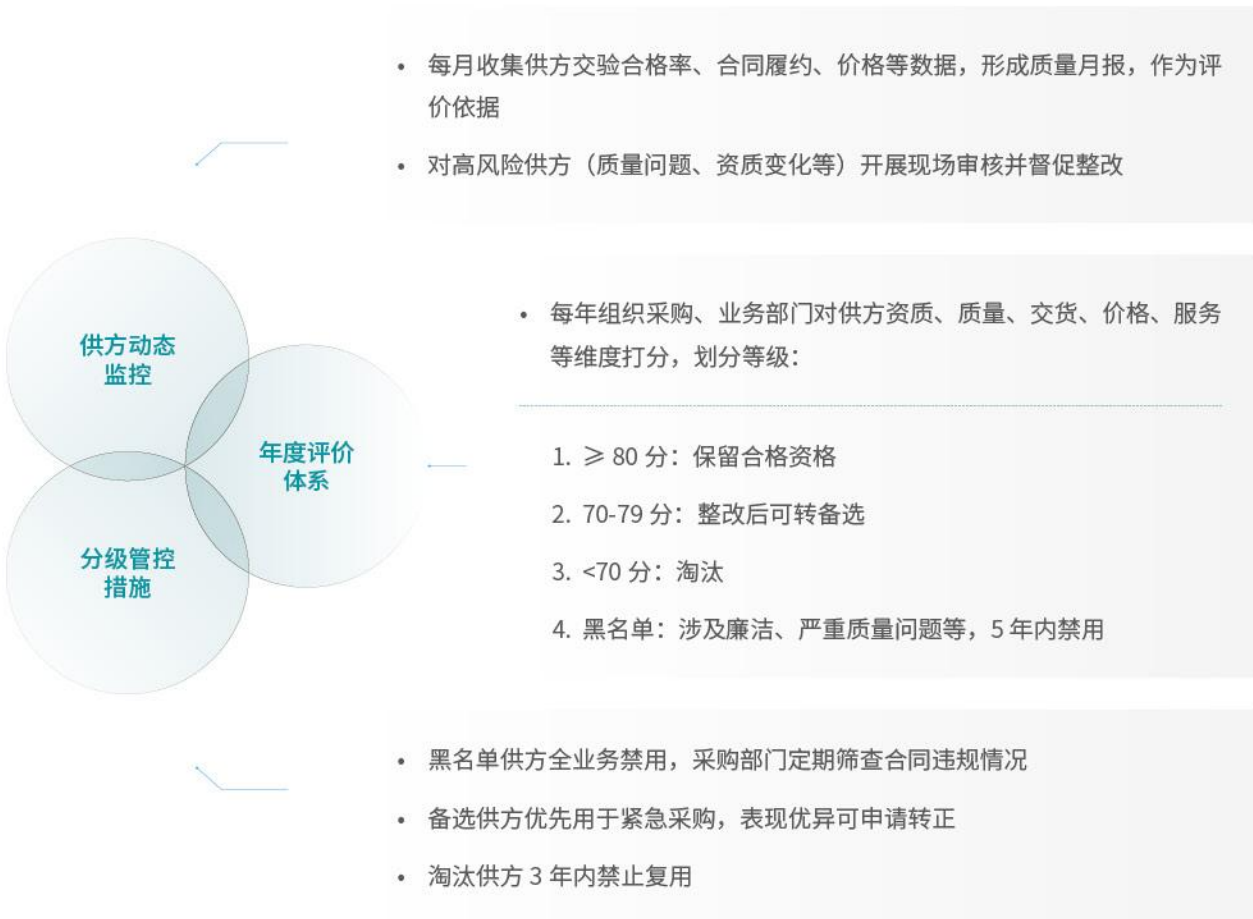 • 每月收集供方交验合格率、合同履约、价格等数据，形成质量月报，作为评
价依据
• 对高风险供方（质量问题、资质变化等）开展现场审核并督促整改
供方动态
监控
年度评价
体系
分级管控
措施
• 每年组织采购、业务部门对供方资质、质量、交货、价格、服务
等维度打分，划分等级：
1. ≥ 80 分：保留合格资格
2. 70-79 分：整改后可转备选
3. <70 分：淘汰
4. 黑名单：涉及廉洁、严重质量问题等，5 年内禁用
• 黑名单供方全业务禁用，采购部门定期筛查合同违规情况
• 备选供方优先用于紧急采购，表现优异可申请转正
• 淘汰供方 3 年内禁止复用